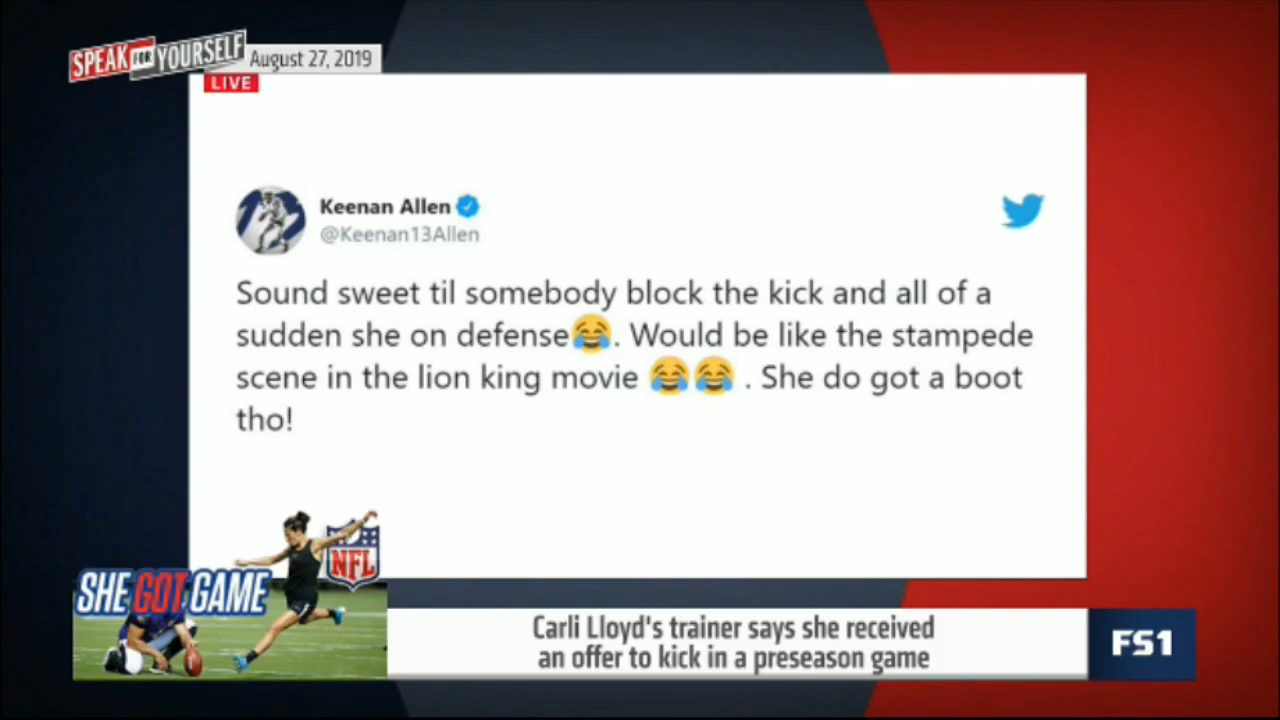 SPEAK FOR YOURSELF
August 27, 2019
LIVE
Keenan Allen
@Keenan13Allen
Sound sweet til somebody block the kick and all of a
sudden she on defense😂. Would be like the stampede
scene in the lion king movie 😂😂 . She do got a boot
tho!
NFL
SHE GOT GAME
Carli Lloyd's trainer says she received
an offer to kick in a preseason game
FS1